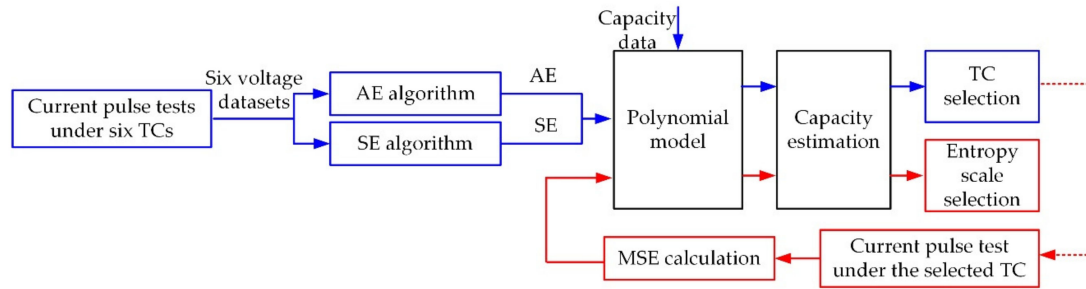 Capacity
data
Six voltage
datasets
AE
SE
Current pulse tests
under six TCs
AE algorithm
SE algorithm
Polynomial
model
Capacity
estimation
TC
selection
Entropy
scale
selection
MSE calculation
Current pulse test
under the selected TC